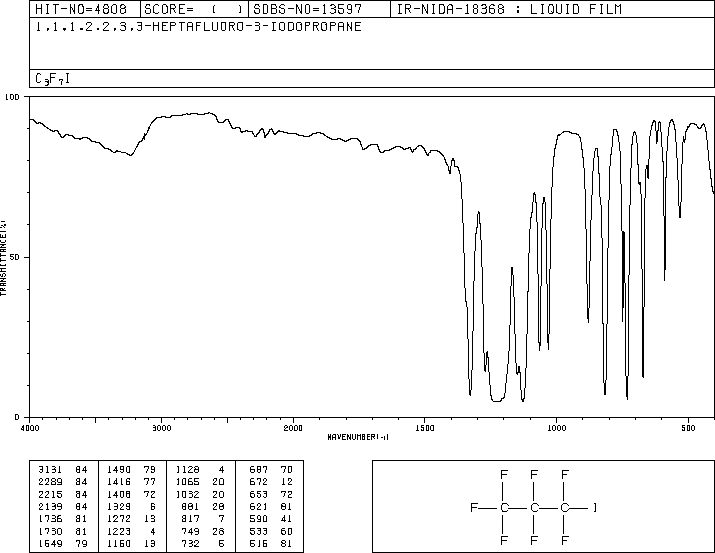 HIT-NO=4808 SCORE= ( ) SDBS-NO=13597 IR-NIDA-18368 : LIQUID FILM
1,1,1,2,2,3,3-HEPTAFLUORO-3-IODOPROPANE
C3F7I
100
TRANSMITTANCE(%)
50
0
4000 3000 2000 1500 1000 500
WAVENUMBER(-1)
3131 84 1490 79 1128 4 687 70
2289 84 1416 77 1065 20 672 12
2215 84 1408 72 1032 20 653 72
2199 84 1329 6 881 28 621 81
1736 81 1272 13 817 7 590 41
1730 81 1223 4 749 28 533 60
1649 79 1150 13 732 5 516 81
F F F
F C C C I
F F F